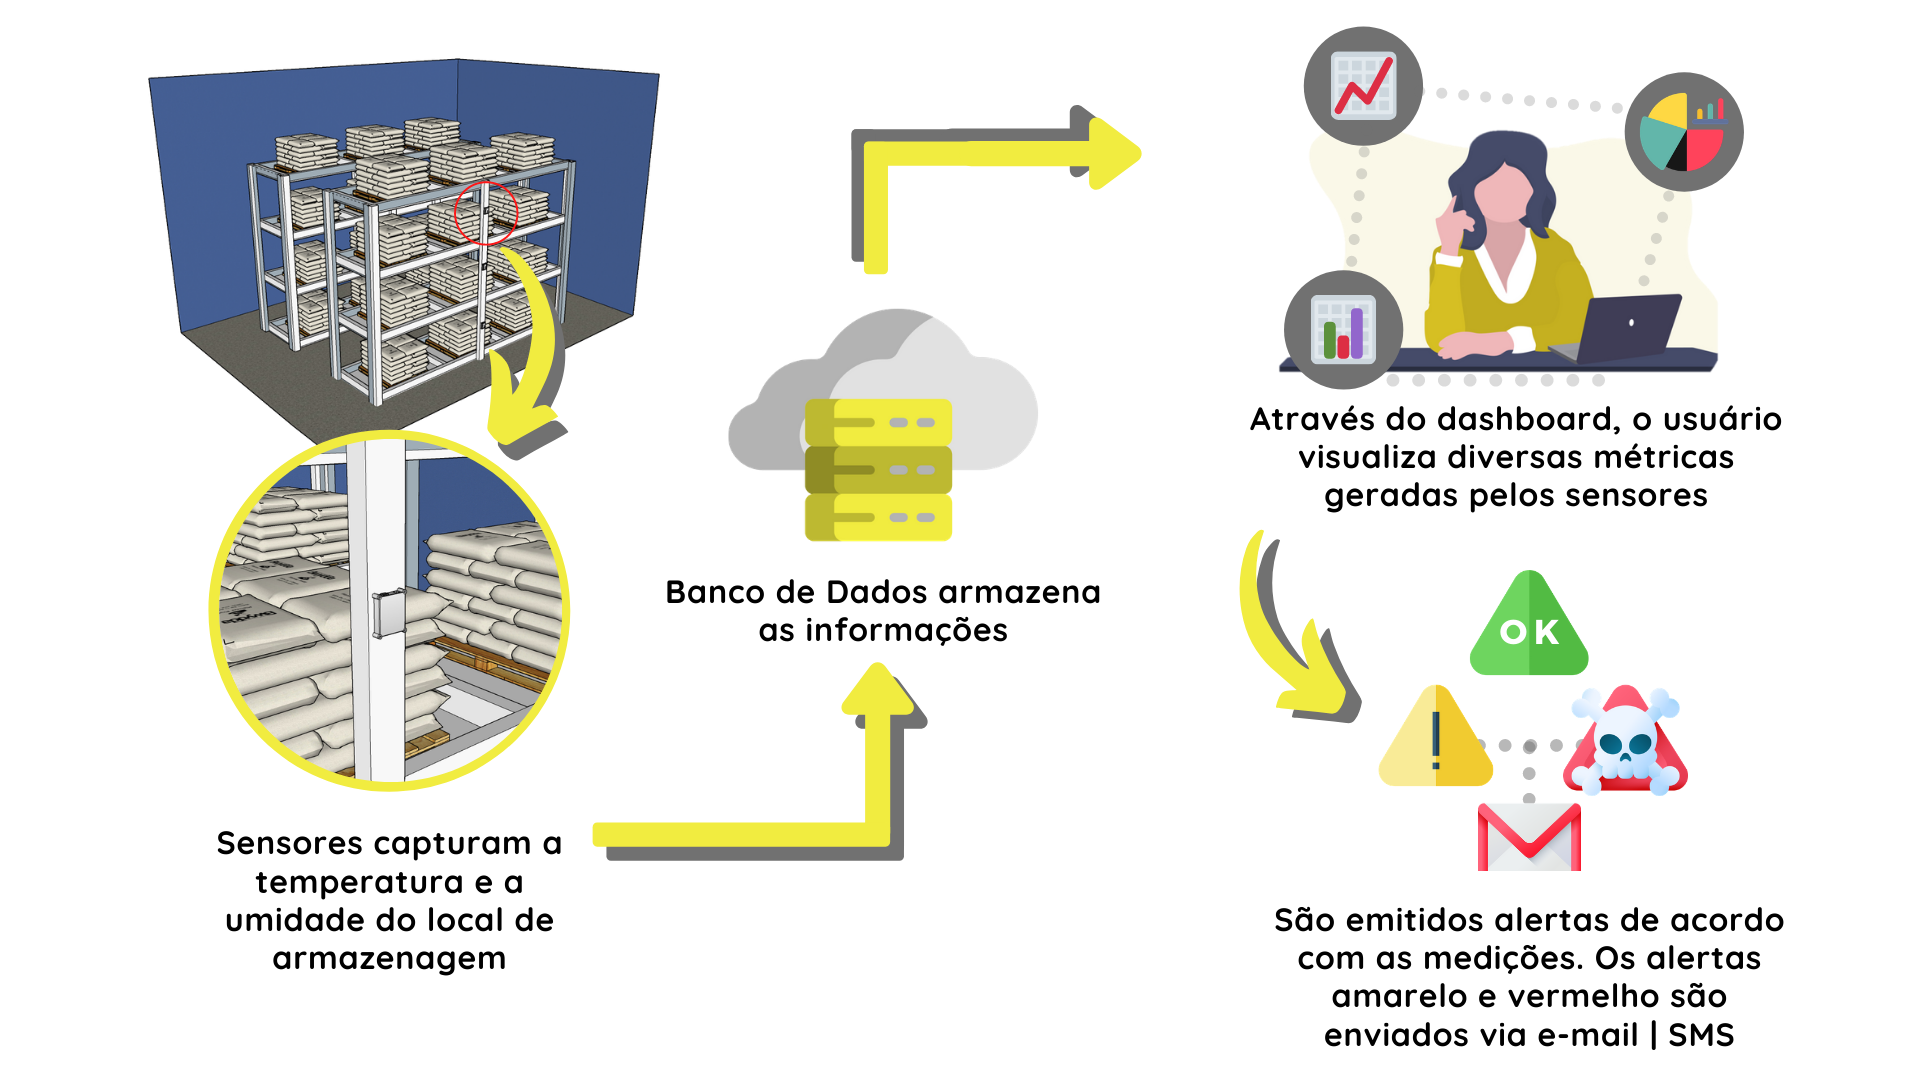 Sensores capturam a
temperatura e a
umidade do local de
armazenagem
Banco de Dados armazena
as informações
Através do dashboard, o usuário
visualiza diversas métricas
geradas pelos sensores
OK
!
São emitidos alertas de acordo
com as medições. Os alertas
amarelo e vermelho são
enviados via e-mail | SMS